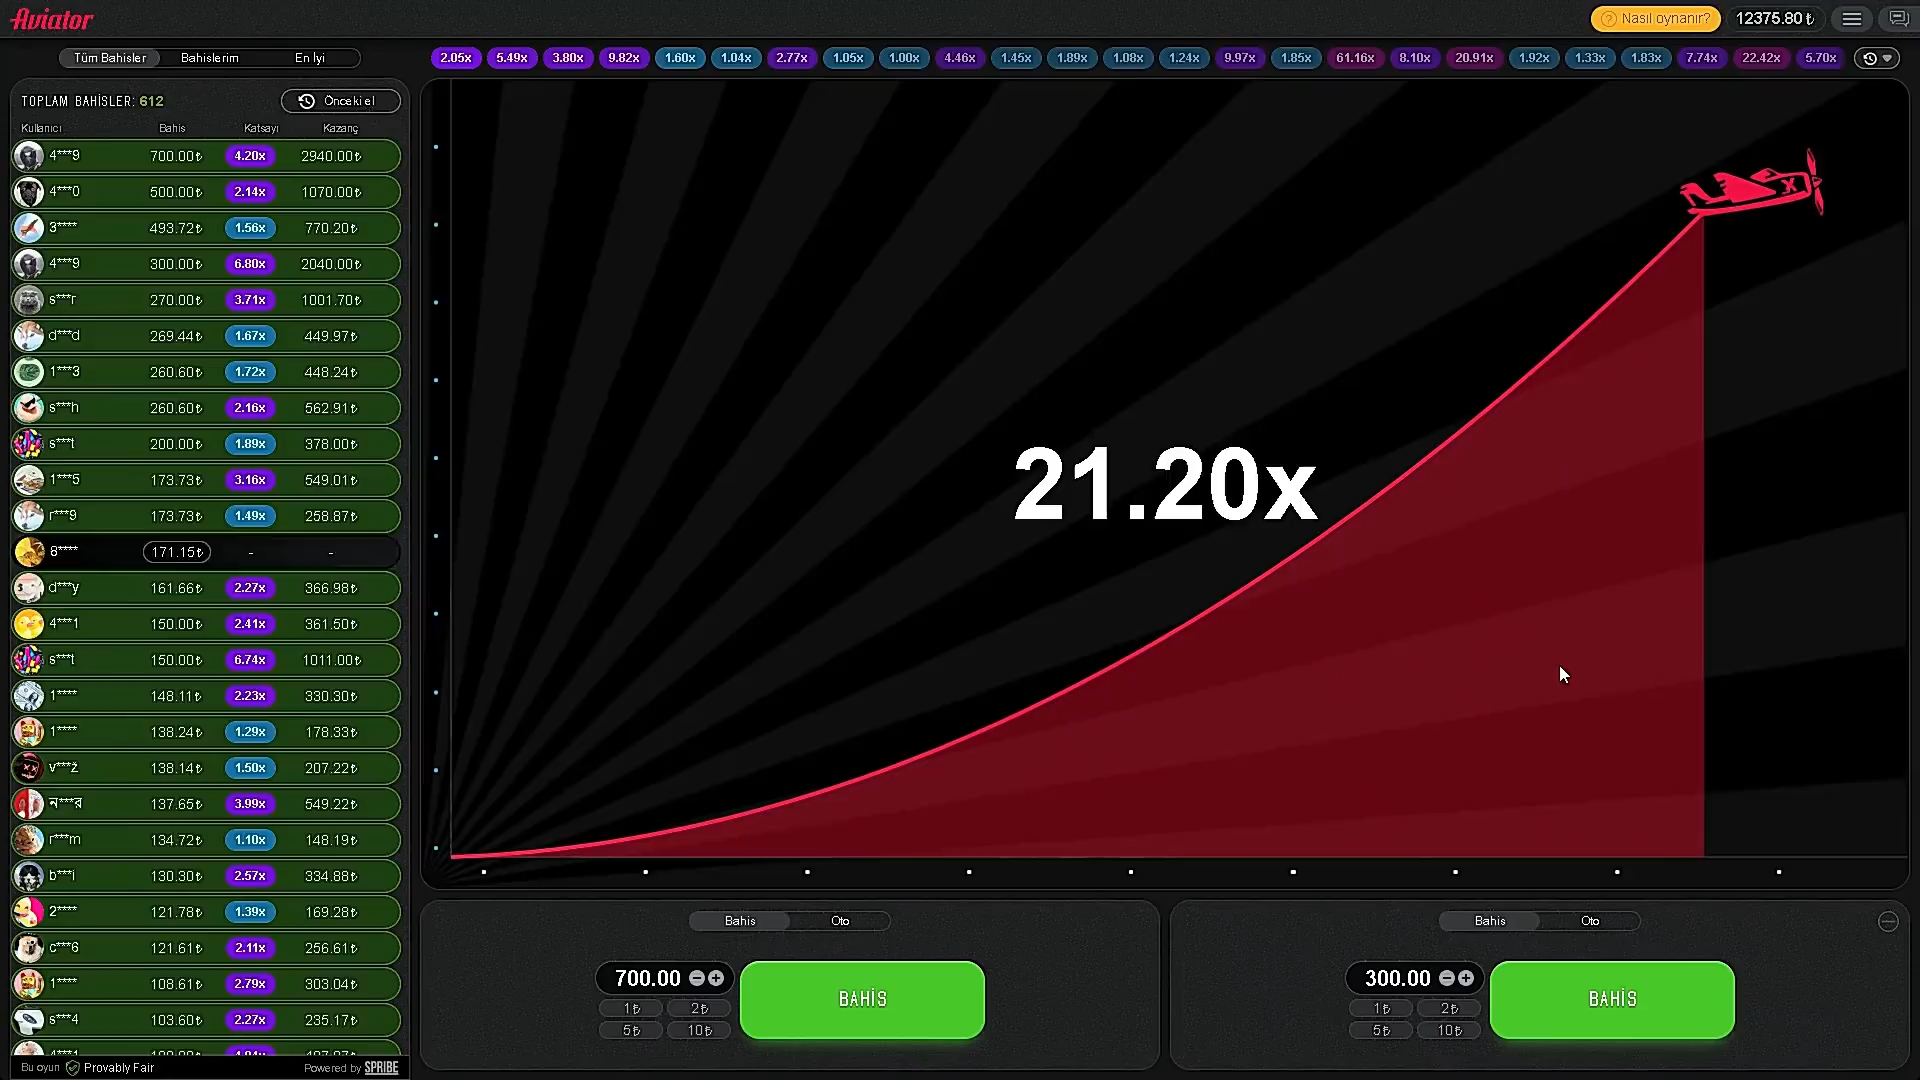 Aviator
Nasıl oynanır?
12375.80 ₺
Tüm Bahisler
Bahislerim
En İyi
2.05x 5.49x 3.80x 9.82x 1.60x 1.04x 2.77x 1.05x 1.00x 4.46x 1.45x 1.89x 1.08x 1.24x 9.97x 1.85x 61.16x 8.10x 20.91x 1.92x 1.33x 1.83x 7.74x 22.42x 5.70x
TOPLAM BAHİSLER: 612
Önceki el
Kullanıcı Bahis Katsayı Kazanç
4***9 700.00₺ 4.20x 2940.00₺
4***0 500.00₺ 2.14x 1070.00₺
3**** 493.72₺ 1.56x 770.20₺
4***9 300.00₺ 6.80x 2040.00₺
s***r 270.00₺ 3.71x 1001.70₺
d***d 269.44₺ 1.67x 449.97₺
1***3 260.60₺ 1.72x 448.24₺
s***h 260.60₺ 2.16x 562.91₺
s***t 200.00₺ 1.89x 378.00₺
1***5 173.73₺ 3.16x 549.01₺
r***9 173.73₺ 1.49x 258.87₺
8**** 171.15₺ - -
d***y 161.66₺ 2.27x 366.98₺
4***1 150.00₺ 2.41x 361.50₺
s***t 150.00₺ 6.74x 1011.00₺
1**** 148.11₺ 2.23x 330.30₺
1**** 138.24₺ 1.29x 178.33₺
v***ž 138.14₺ 1.50x 207.22₺
न***र 137.65₺ 3.99x 549.22₺
r***m 134.72₺ 1.10x 148.19₺
b***i 130.30₺ 2.57x 334.88₺
2**** 121.78₺ 1.39x 169.28₺
c***6 121.61₺ 2.11x 256.61₺
1**** 108.61₺ 2.79x 303.04₺
s***4 103.60₺ 2.27x 235.17₺
Bu oyun Provably Fair
Powered by SPRIBE
21.20x
Bahis Oto
700.00
1₺ 2₺
5₺ 10₺
BAHİS
Bahis Oto
300.00
1₺ 2₺
5₺ 10₺
BAHİS